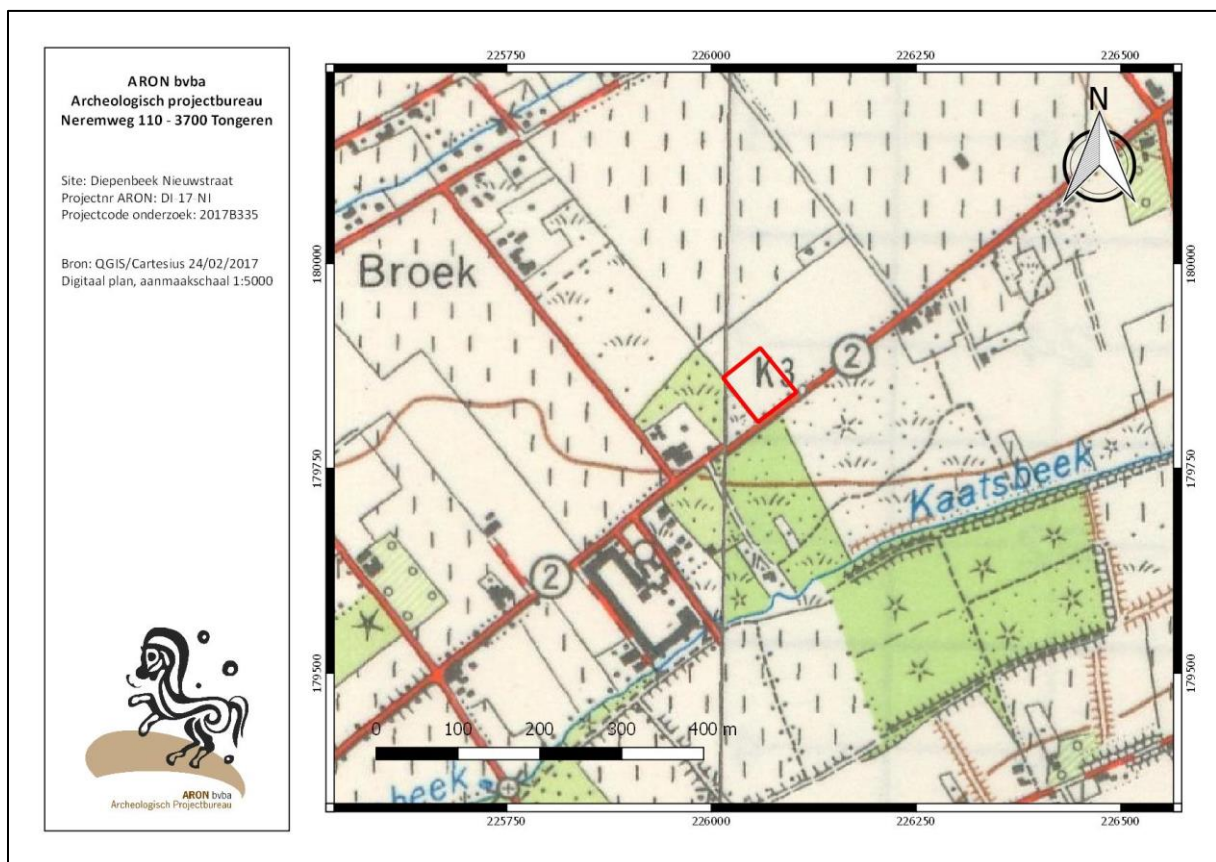 ARON bvba
Archeologisch projectbureau
Neremweg 110 - 3700 Tongeren
Site: Diepenbeek Nieuwstraat
Projectnr ARON: DI-17-NI
Projectcode onderzoek: 2017B335
Bron: QGIS/Cartesius 24/02/2017
Digitaal plan, aanmaakschaal 1:5000
ARON bvba
Archeologisch Projectbureau
225750 226000 226250 226500
N
180000 180000
Broek
K3
2
179750 179750
Kaatsbeek
2
179500 179500
0 100 200 300 400 m
beek
225750 226000 226250 226500